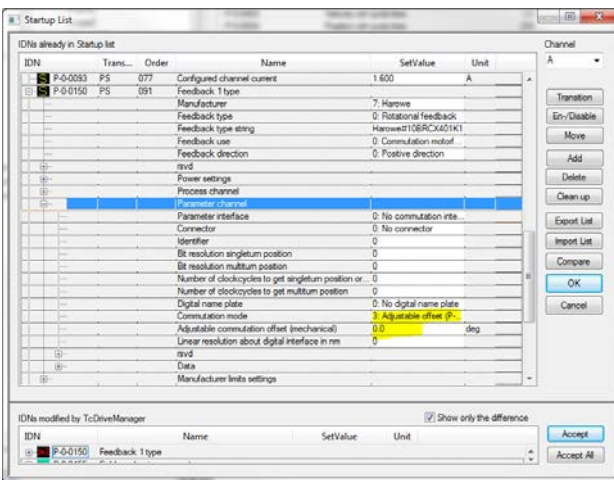 Startup List
IDNs already in Startup list
Channel
A
IDN Trans... Order Name SetValue Unit
P-0-0093 PS 077 Configured channel current 1.600 A
P-0-0150 PS 091 Feedback 1 type
Manufacturer 7: Harowe
Feedback type 0: Rotational feedback
Feedback type string Harowe#10BRCX401K1
Feedback use 0: Commutation motorf...
Feedback direction 0: Positive direction
rsvd
Power settings
Process channel
Parameter channel
Parameter interface 0: No commutation inte...
Connector 0: No connector
Identifier 0
Bit resolution singleturn position 0
Bit resolution multiturn position 0
Number of clockcycles to get singleturn position or... 0
Number of clockcycles to get multiturn position 0
Digital name plate 0: No digital name plate
Commutation mode 3: Adjustable offset (P-...
Adjustable commutation offset (mechanical) 0.0 deg
Linear resolution about digital interface in nm 0
rsvd
Data
Manufacturer limits settings
Transition
En-/Disable
Move
Add
Delete
Clean up
Export List
Import List
Compare
OK
Cancel
IDNs modified by TcDriveManager
Show only the difference
IDN Name SetValue Unit
P-0-0150 Feedback 1 type
Accept
Accept All